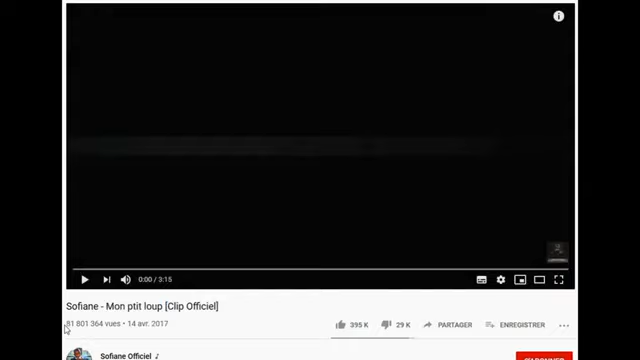 0:00 / 3:15
Sofiane - Mon ptit loup [Clip Officiel]
81 801 364 vues • 14 avr. 2017
395 K
29 K
PARTAGER
ENREGISTRER
Sofiane Officiel